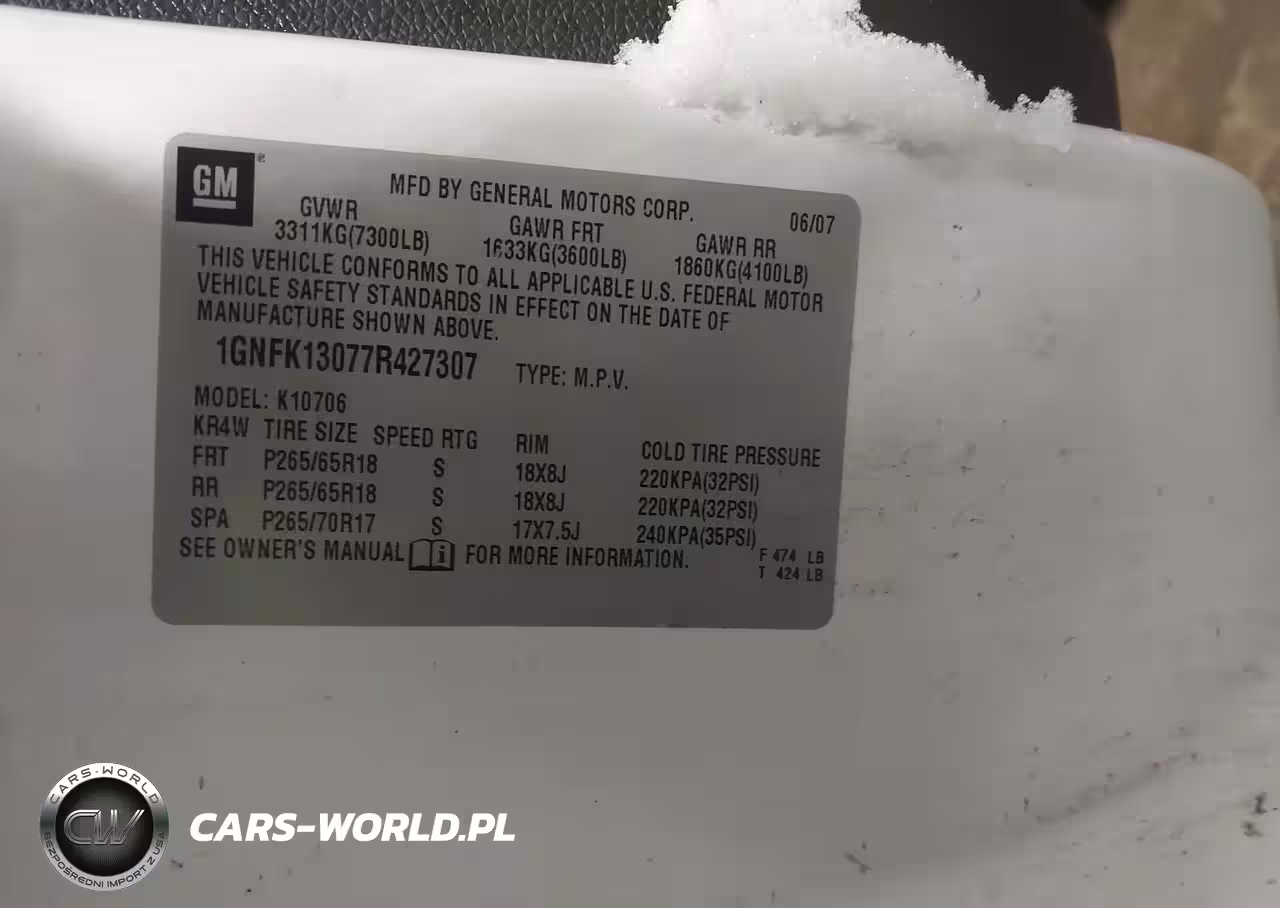 GM®
MFD BY GENERAL MOTORS CORP. 06/07
GVWR GAWR FRT GAWR RR
3311KG(7300LB) 1633KG(3600LB) 1860KG(4100LB)
THIS VEHICLE CONFORMS TO ALL APPLICABLE U.S. FEDERAL MOTOR
VEHICLE SAFETY STANDARDS IN EFFECT ON THE DATE OF
MANUFACTURE SHOWN ABOVE.
1GNFK13077R427307 TYPE: M.P.V.
MODEL: K10706
KR4W TIRE SIZE SPEED RTG RIM COLD TIRE PRESSURE
FRT P265/65R18 S 18X8J 220KPA(32PSI)
RR P265/65R18 S 18X8J 220KPA(32PSI)
SPA P265/70R17 S 17X7.5J 240KPA(35PSI)
SEE OWNER'S MANUAL i FOR MORE INFORMATION. F 474 LB
T 424 LB
CARS-WORLD
CW
BEZPOŚREDNI IMPORT Z USA
CARS-WORLD.PL